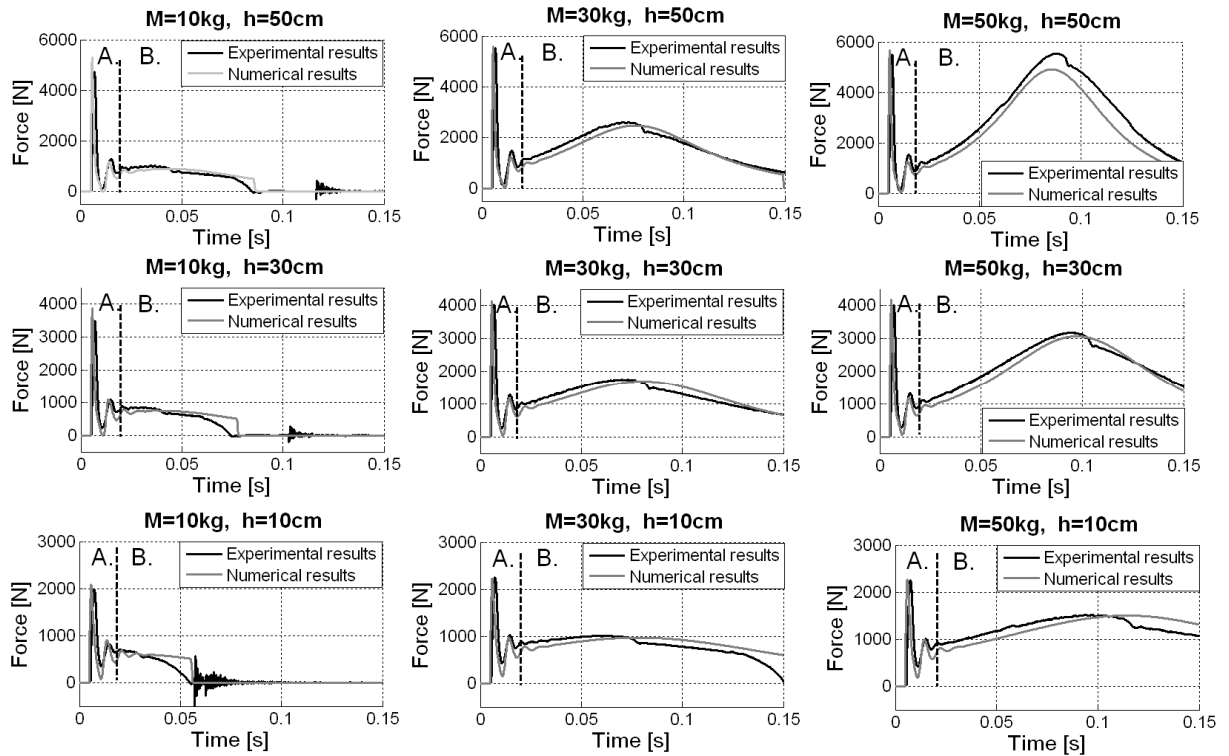 M=10kg, h=50cm
Force [N]
6000
4000
2000
0
A.
B.
Experimental results
Numerical results
0
0.05
0.1
0.15
Time [s]
M=30kg, h=50cm
Force [N]
6000
4000
2000
0
A.
B.
Experimental results
Numerical results
0
0.05
0.1
0.15
Time [s]
M=50kg, h=50cm
Force [N]
6000
4000
2000
0
A.
B.
Experimental results
Numerical results
0
0.05
0.1
0.15
Time [s]
M=10kg, h=30cm
Force [N]
4000
3000
2000
1000
0
A.
B.
Experimental results
Numerical results
0
0.05
0.1
0.15
Time [s]
M=30kg, h=30cm
Force [N]
4000
3000
2000
1000
0
A.
B.
Experimental results
Numerical results
0
0.05
0.1
0.15
Time [s]
M=50kg, h=30cm
Force [N]
4000
3000
2000
1000
0
A.
B.
Experimental results
Numerical results
0
0.05
0.1
0.15
Time [s]
M=10kg, h=10cm
Force [N]
3000
2000
1000
0
A.
B.
Experimental results
Numerical results
0
0.05
0.1
0.15
Time [s]
M=30kg, h=10cm
Force [N]
3000
2000
1000
0
A.
B.
Experimental results
Numerical results
0
0.05
0.1
0.15
Time [s]
M=50kg, h=10cm
Force [N]
3000
2000
1000
0
A.
B.
Experimental results
Numerical results
0
0.05
0.1
0.15
Time [s]